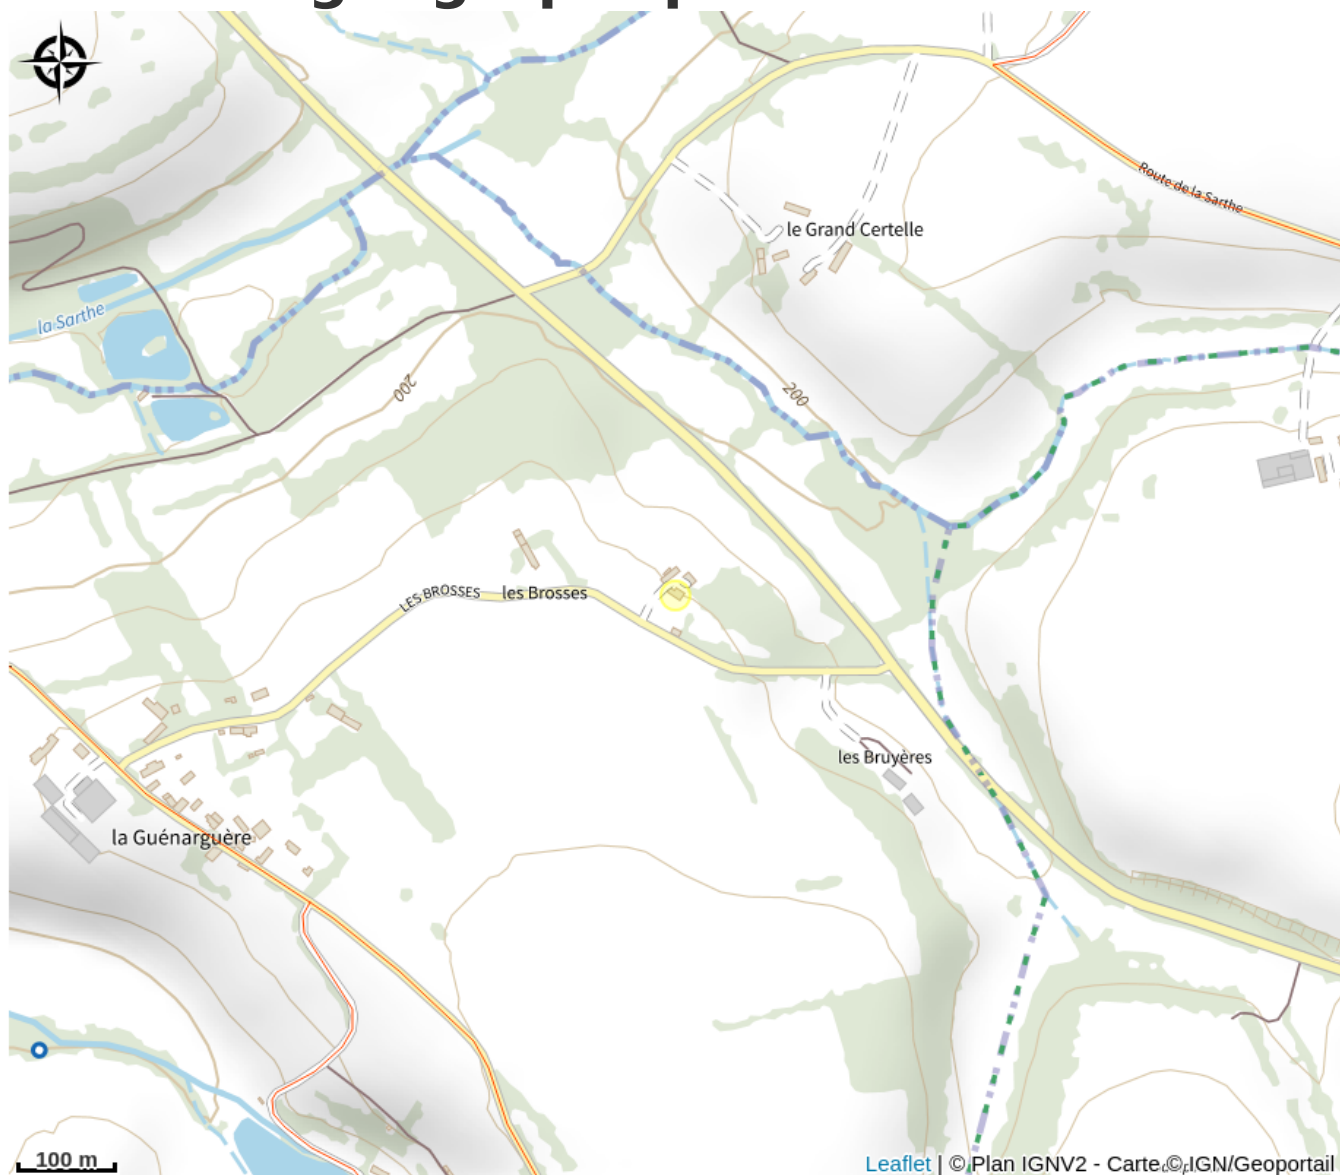 Route de la Sarthe
le Grand Certelle
la Sarthe
200
200
LES BROSSES
les Brosses
les Bruyères
la Guénarguère
100 m
Leaflet | © Plan IGNV2 - Carte © IGN/Geoportail